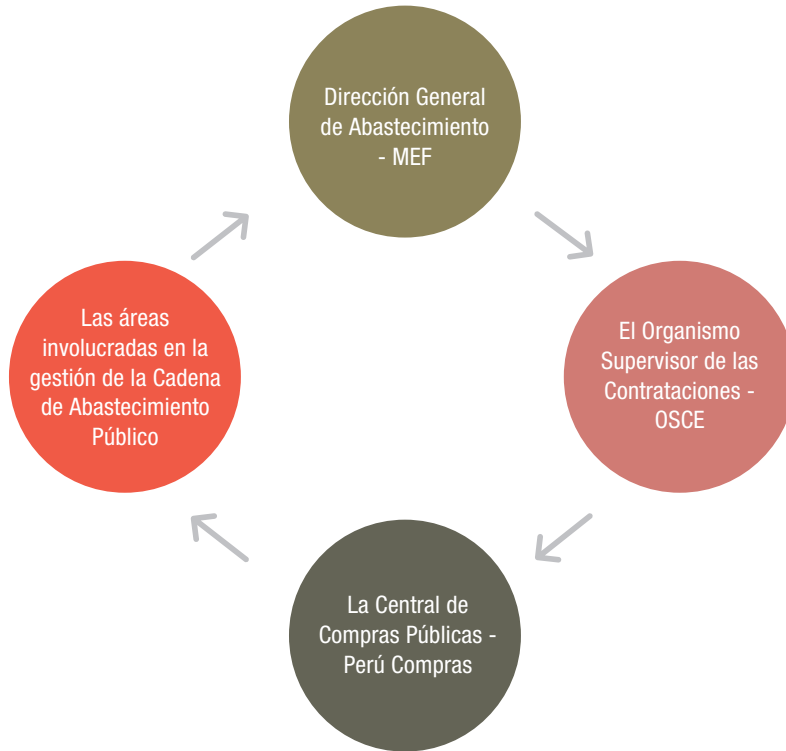 Dirección General
de Abastecimiento
- MEF
El Organismo
Supervisor de las
Contrataciones -
OSCE
La Central de
Compras Públicas -
Perú Compras
Las áreas
involucradas en la
gestión de la Cadena
de Abastecimiento
Público